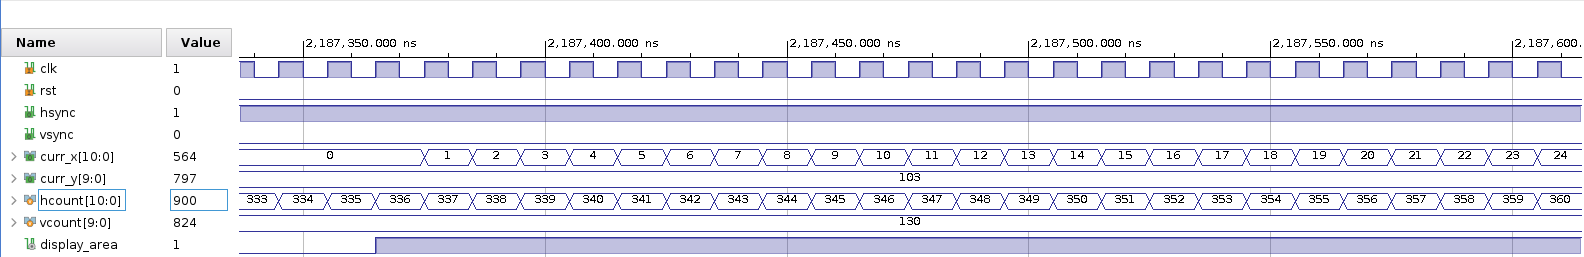 Name Value 2,187,350.000 ns 2,187,400.000 ns 2,187,450.000 ns 2,187,500.000 ns 2,187,550.000 ns 2,187,600.
clk 1
rst 0
hsync 1
vsync 0
curr_x[10:0] 564 0 1 2 3 4 5 6 7 8 9 10 11 12 13 14 15 16 17 18 19 20 21 22 23 24
curr_y[9:0] 797 103
hcount[10:0] 900 333 334 335 336 337 338 339 340 341 342 343 344 345 346 347 348 349 350 351 352 353 354 355 356 357 358 359 360
vcount[9:0] 824 130
display_area 1